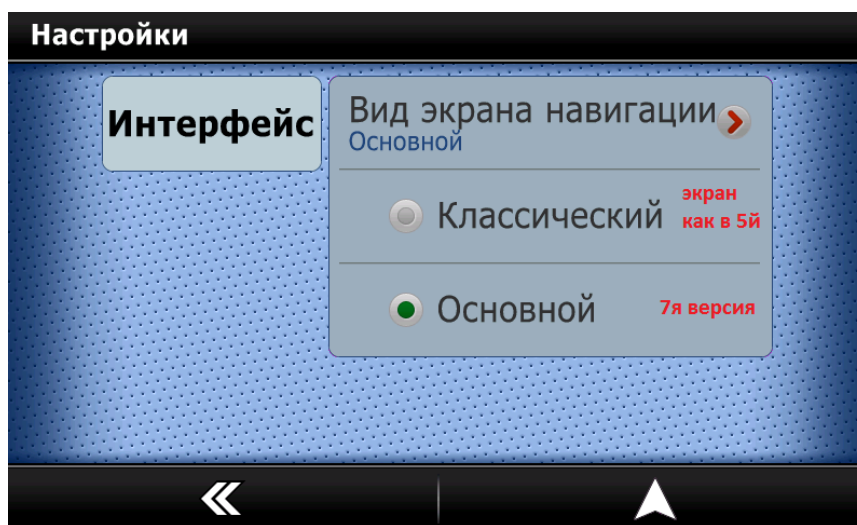 Настройки
Интерфейс
Вид экрана навигации
Основной
Классический
экран
как в 5й
Основной
7я версия